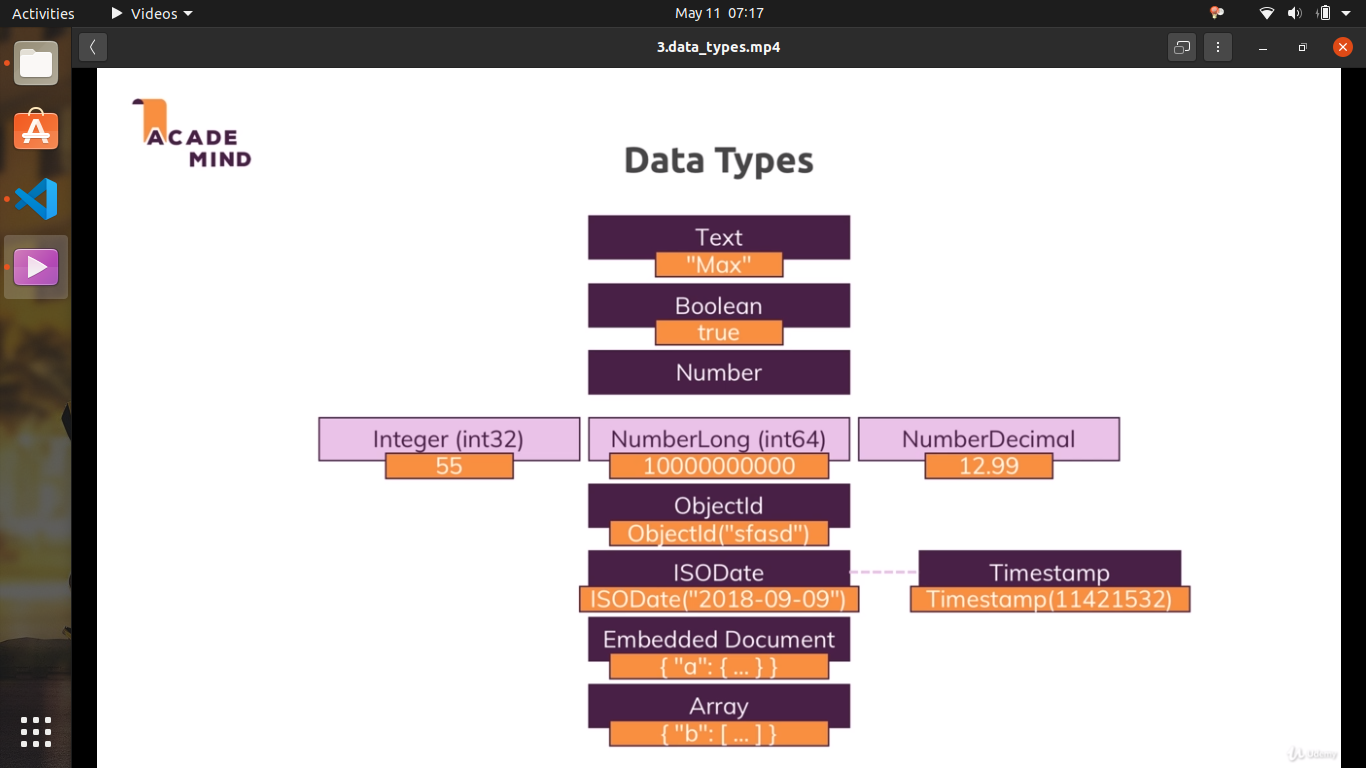 Activities
Videos
May 11 07:17
3.data_types.mp4
ACADE
MIND
Data Types
Text
"Max"
Boolean
true
Number
Integer (int32)
NumberLong (int64)
NumberDecimal
55
10000000000
12.99
ObjectId
ObjectId("sfasd")
ISODate
Timestamp
ISODate("2018-09-09")
Timestamp(11421532)
Embedded Document
{ "a": { ... } }
Array
{ "b": [ ... ] }
Udemy